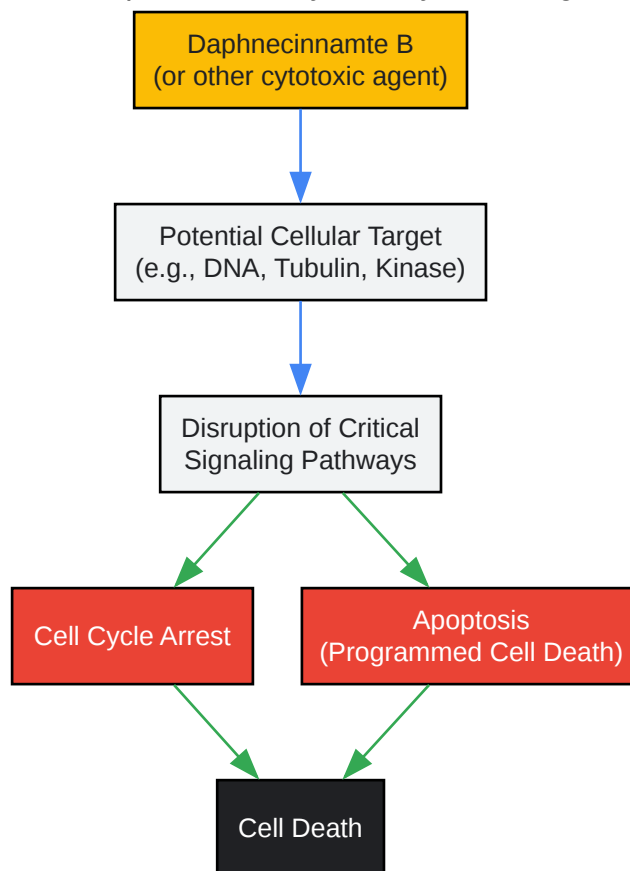 Daphnecinnamte B
(or other cytotoxic agent)
Potential Cellular Target
(e.g., DNA, Tubulin, Kinase)
Disruption of Critical
Signaling Pathways
Cell Cycle Arrest
Apoptosis
(Programmed Cell Death)
Cell Death